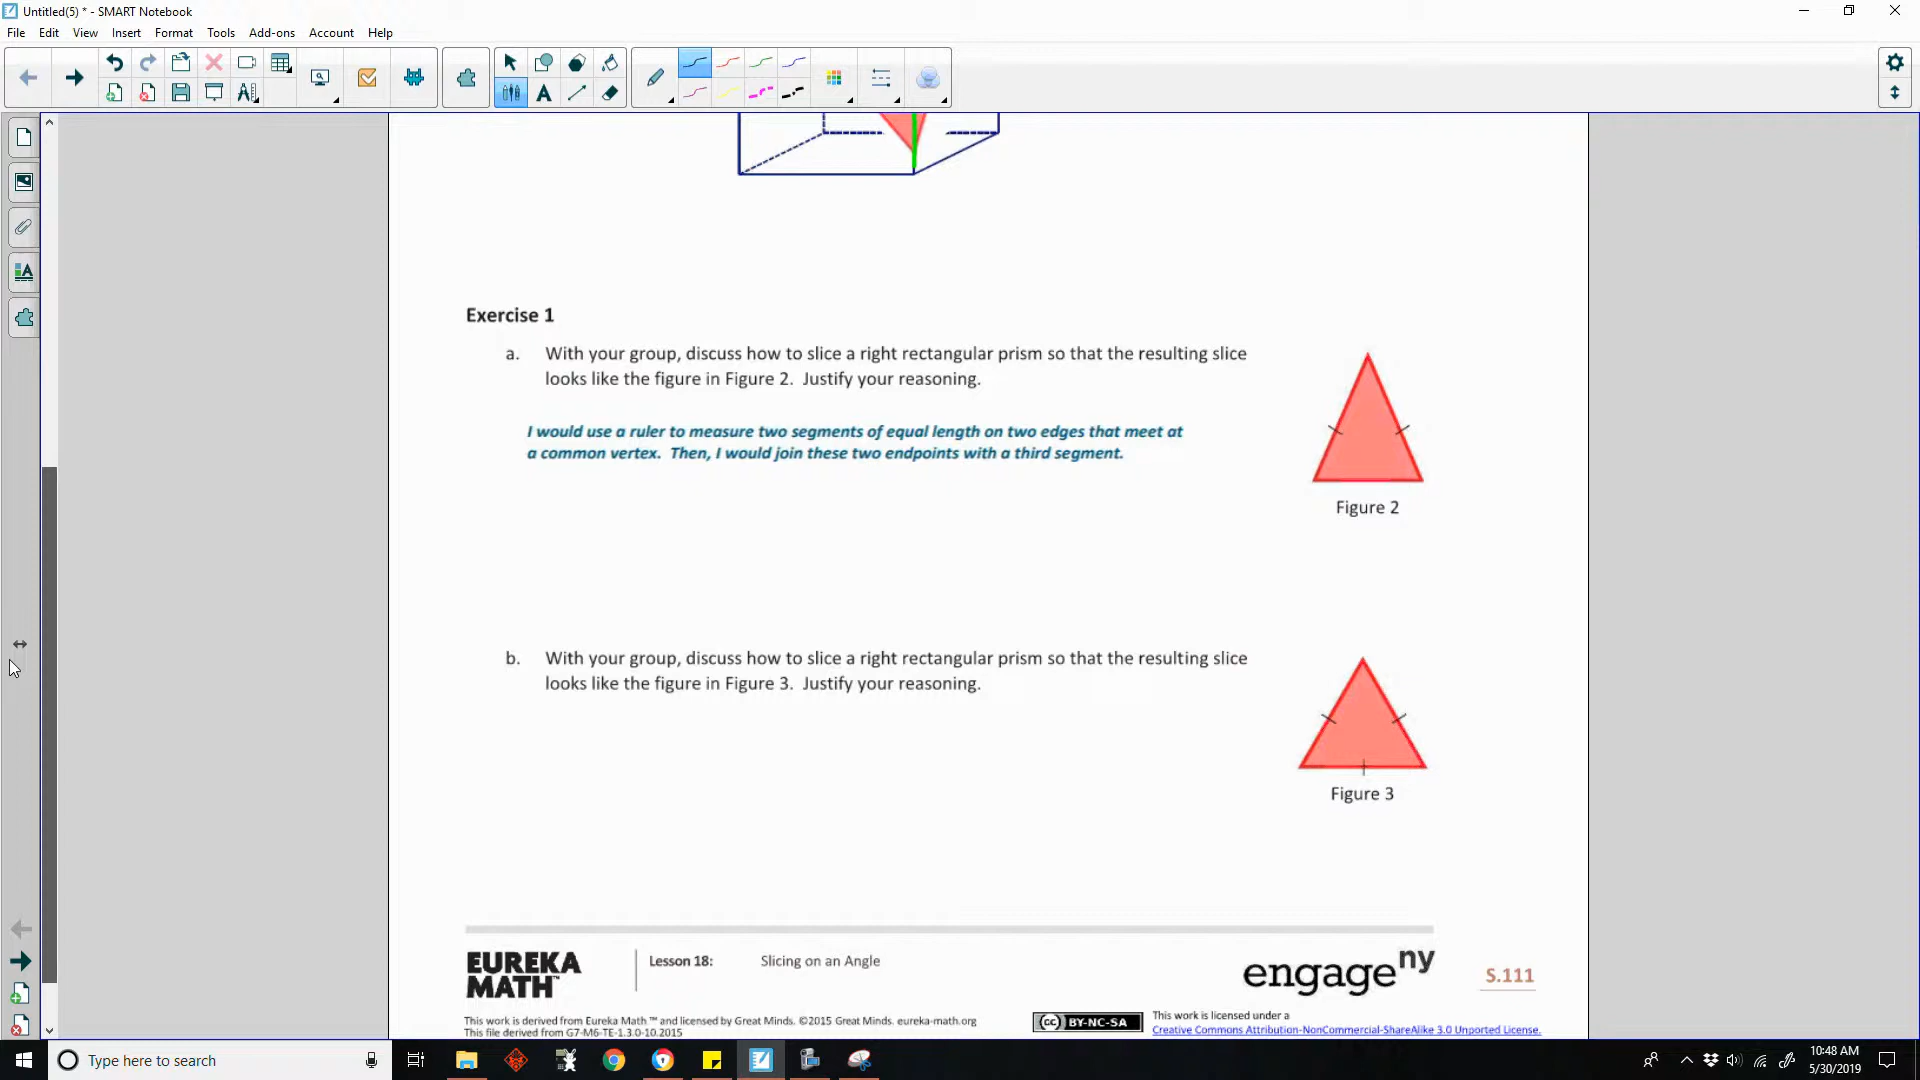 Untitled(5) * - SMART Notebook
File Edit View Insert Format Tools Add-ons Account Help
Exercise 1
a. With your group, discuss how to slice a right rectangular prism so that the resulting slice
looks like the figure in Figure 2. Justify your reasoning.
I would use a ruler to measure two segments of equal length on two edges that meet at
a common vertex. Then, I would join these two endpoints with a third segment.
Figure 2
b. With your group, discuss how to slice a right rectangular prism so that the resulting slice
looks like the figure in Figure 3. Justify your reasoning.
Figure 3
EUREKA
MATH™
Lesson 18: Slicing on an Angle
engageny
S.111
This work is derived from Eureka Math ™ and licensed by Great Minds. ©2015 Great Minds. eureka-math.org
This file derived from G7-M6-TE-1.3.0-10.2015
cc BY-NC-SA
This work is licensed under a
Creative Commons Attribution-NonCommercial-ShareAlike 3.0 Unported License.
Type here to search
10:48 AM
5/30/2019